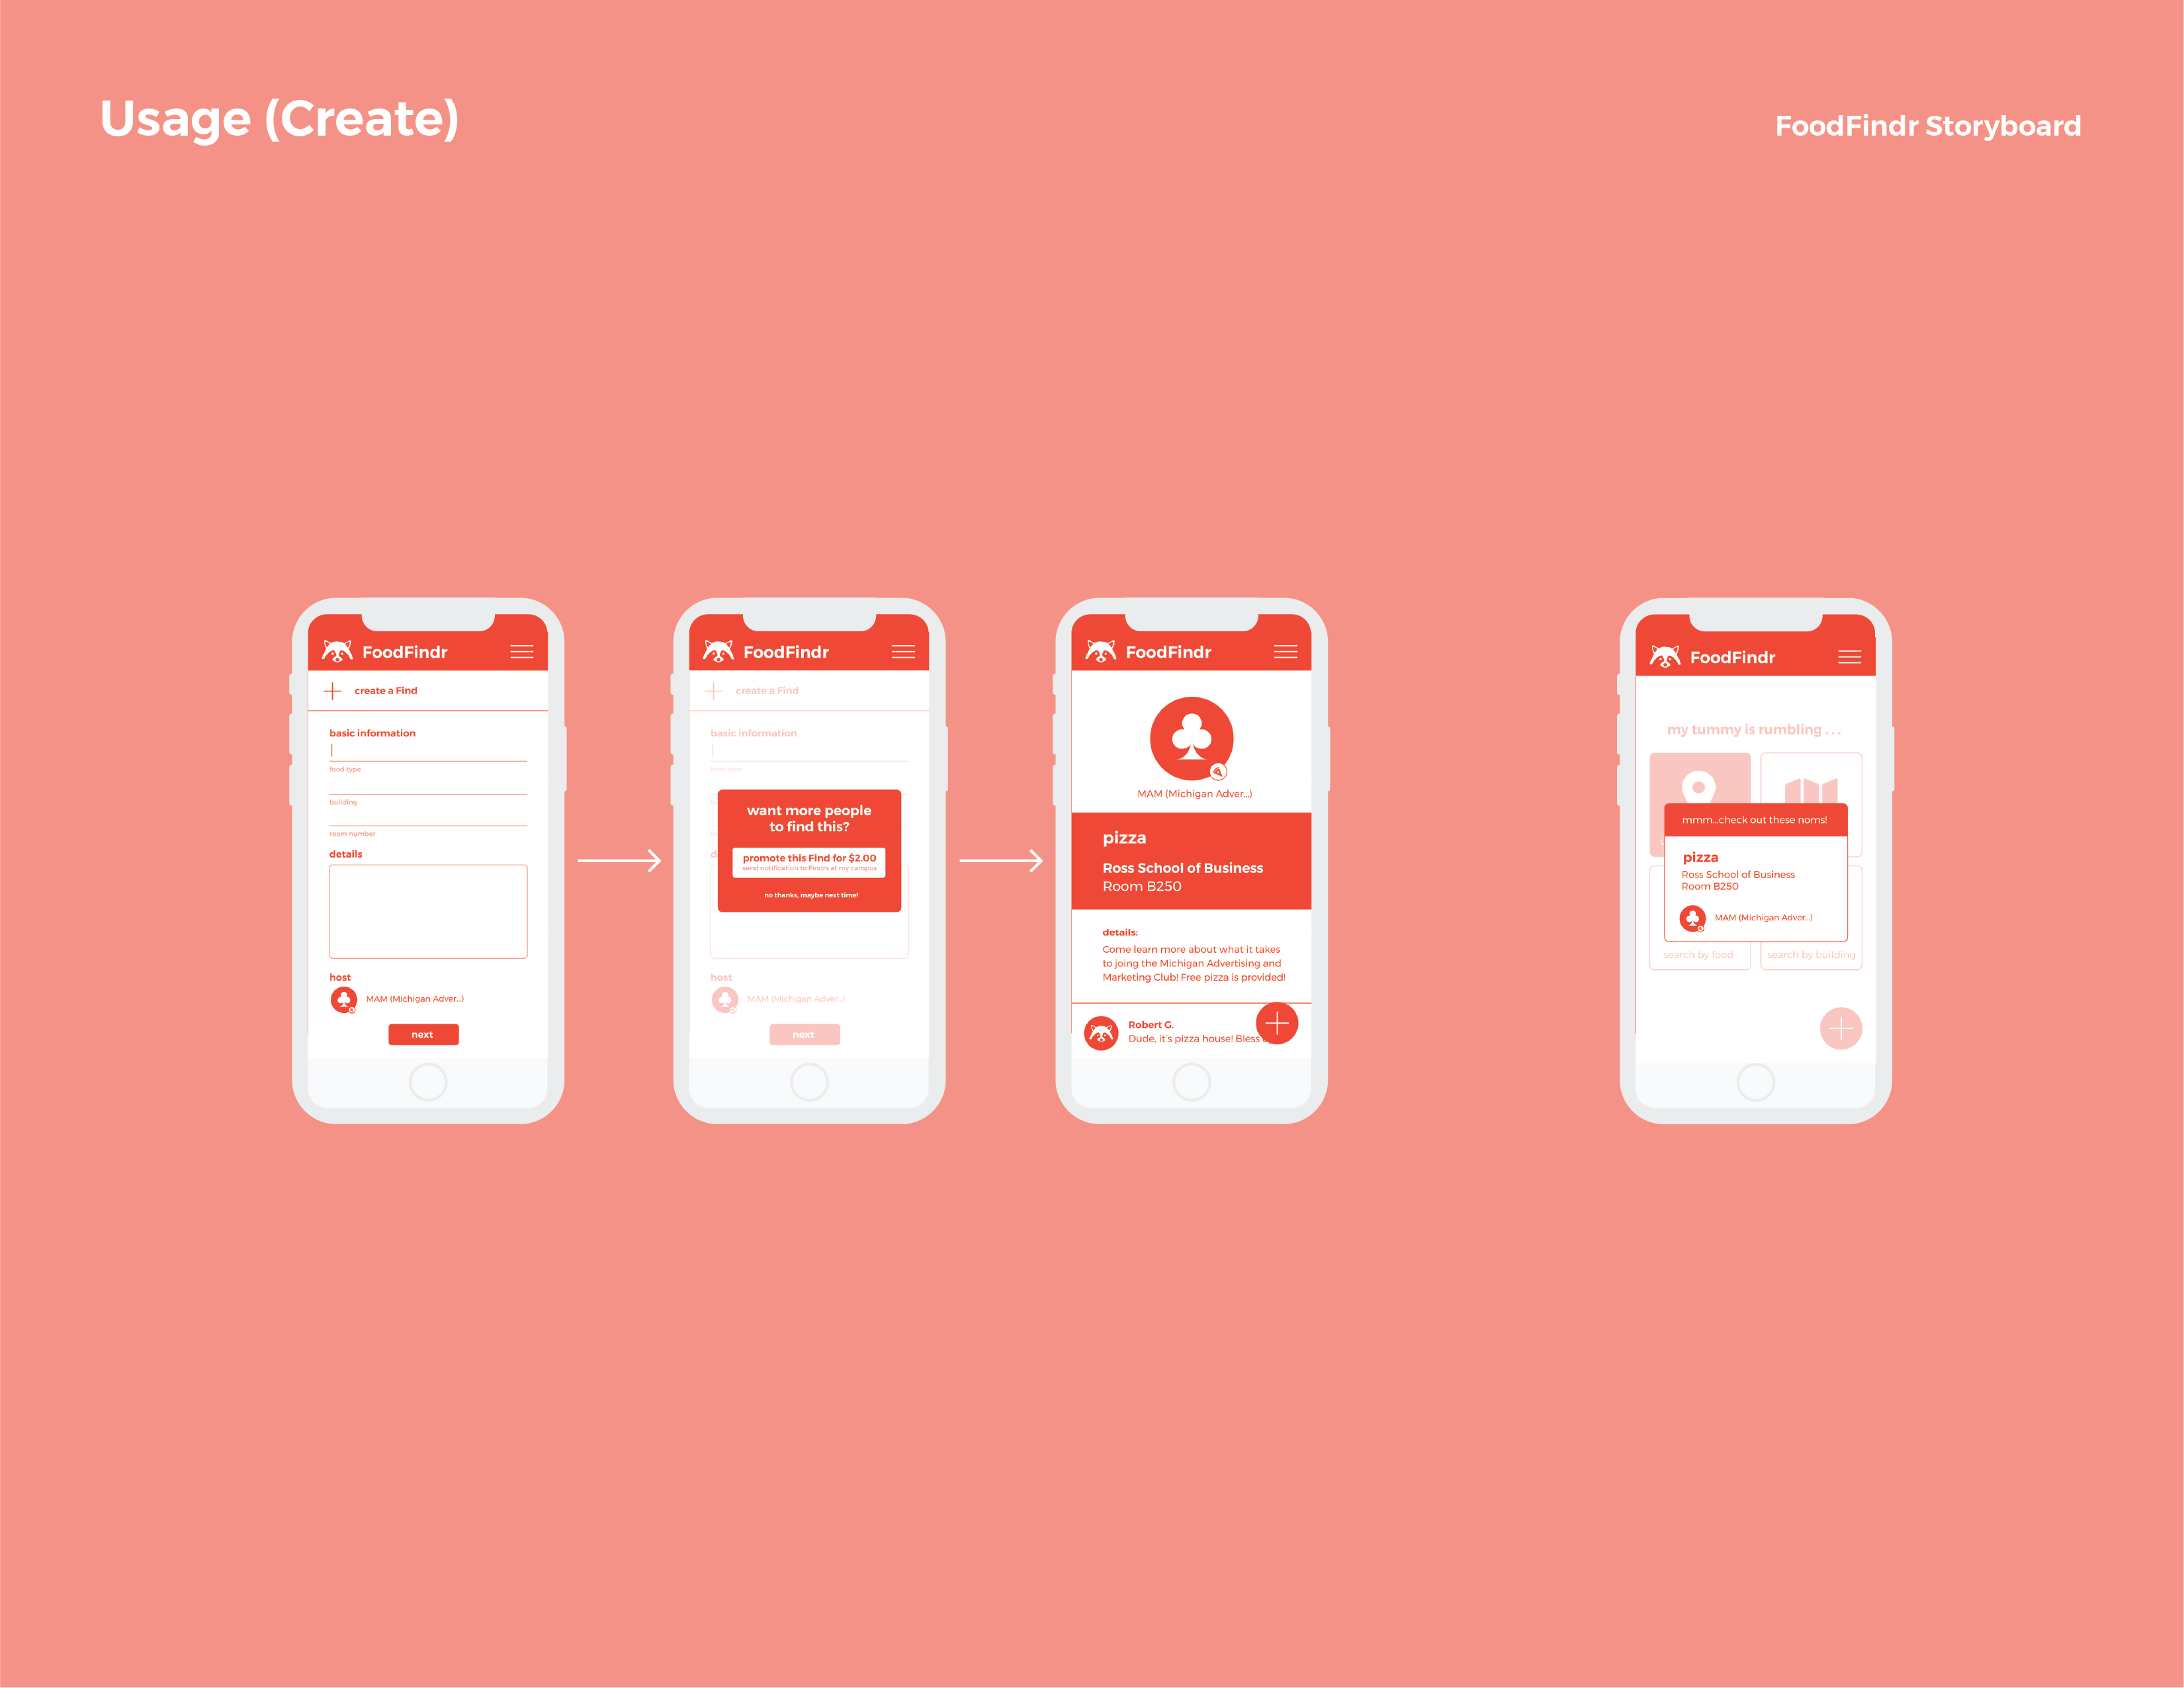 Usage (Create)
FoodFindr Storyboard
FoodFindr
create a Find
basic information
food type
building
room number
details
host
MAM (Michigan Adver...)
next
FoodFindr
create a Find
basic information
food type
want more people
to find this?
promote this Find for $2.00
send notification to Findrs at my campus
no thanks, maybe next time!
host
MAM (Michigan Adver...)
next
FoodFindr
MAM (Michigan Adver...)
pizza
Ross School of Business
Room B250
details:
Come learn more about what it takes
to joing the Michigan Advertising and
Marketing Club! Free pizza is provided!
Robert G.
Dude, it's pizza house! Bless
FoodFindr
my tummy is rumbling . . .
mmm...check out these noms!
pizza
Ross School of Business
Room B250
MAM (Michigan Adver...)
search by food
search by building